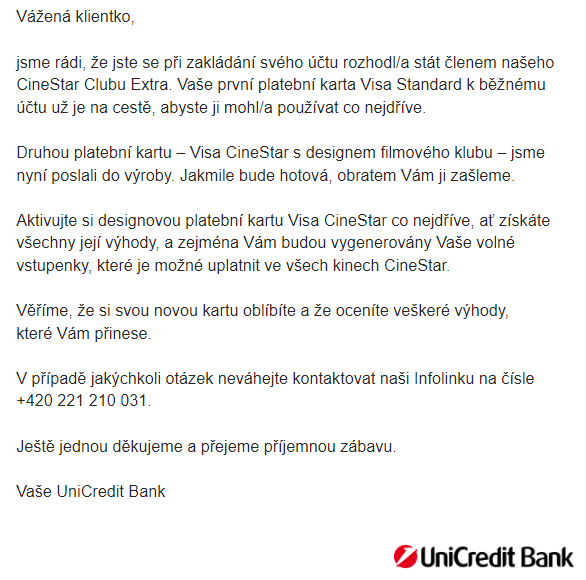 Vážená klientko,
jsme rádi, že jste se při zakládání svého účtu rozhodl/a stát členem našeho
CineStar Clubu Extra. Vaše první platební karta Visa Standard k běžnému
účtu už je na cestě, abyste ji mohl/a používat co nejdříve.
Druhou platební kartu – Visa CineStar s designem filmového klubu – jsme
nyní poslali do výroby. Jakmile bude hotová, obratem Vám ji zašleme.
Aktivujte si designovou platební kartu Visa CineStar co nejdříve, ať získáte
všechny její výhody, a zejména Vám budou vygenerovány Vaše volné
vstupenky, které je možné uplatnit ve všech kinech CineStar.
Věříme, že si svou novou kartu oblíbíte a že oceníte veškeré výhody,
které Vám přinese.
V případě jakýchkoli otázek neváhejte kontaktovat naši Infolinku na čísle
+420 221 210 031.
Ještě jednou děkujeme a přejeme příjemnou zábavu.
Vaše UniCredit Bank
UniCredit Bank